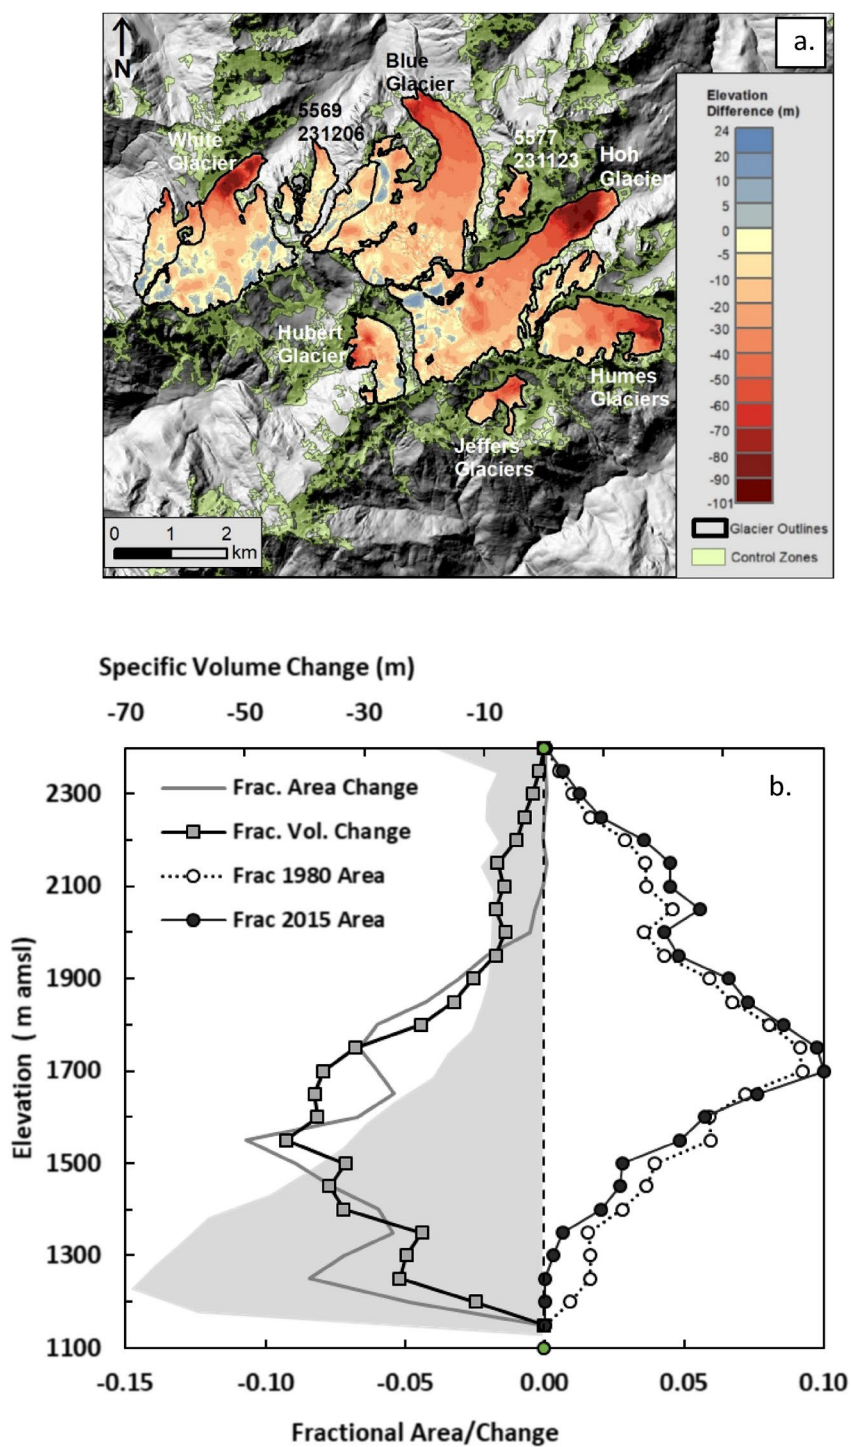 a.
N
Blue
Glacier
5569
231206
White
Glacier
5577
231123
Hoh
Glacier
Hubert
Glacier
Humes
Glaciers
Jeffers
Glaciers
0 1 2
km
Elevation
Difference (m)
24
20
10
5
0
-5
-10
-20
-30
-40
-50
-60
-70
-80
-90
-101
Glacier Outlines
Control Zones
Specific Volume Change (m)
-70 -50 -30 -10
b.
Frac. Area Change
Frac. Vol. Change
Frac 1980 Area
Frac 2015 Area
Elevation ( m amsl)
2300
2100
1900
1700
1500
1300
1100
-0.15 -0.10 -0.05 0.00 0.05 0.10
Fractional Area/Change